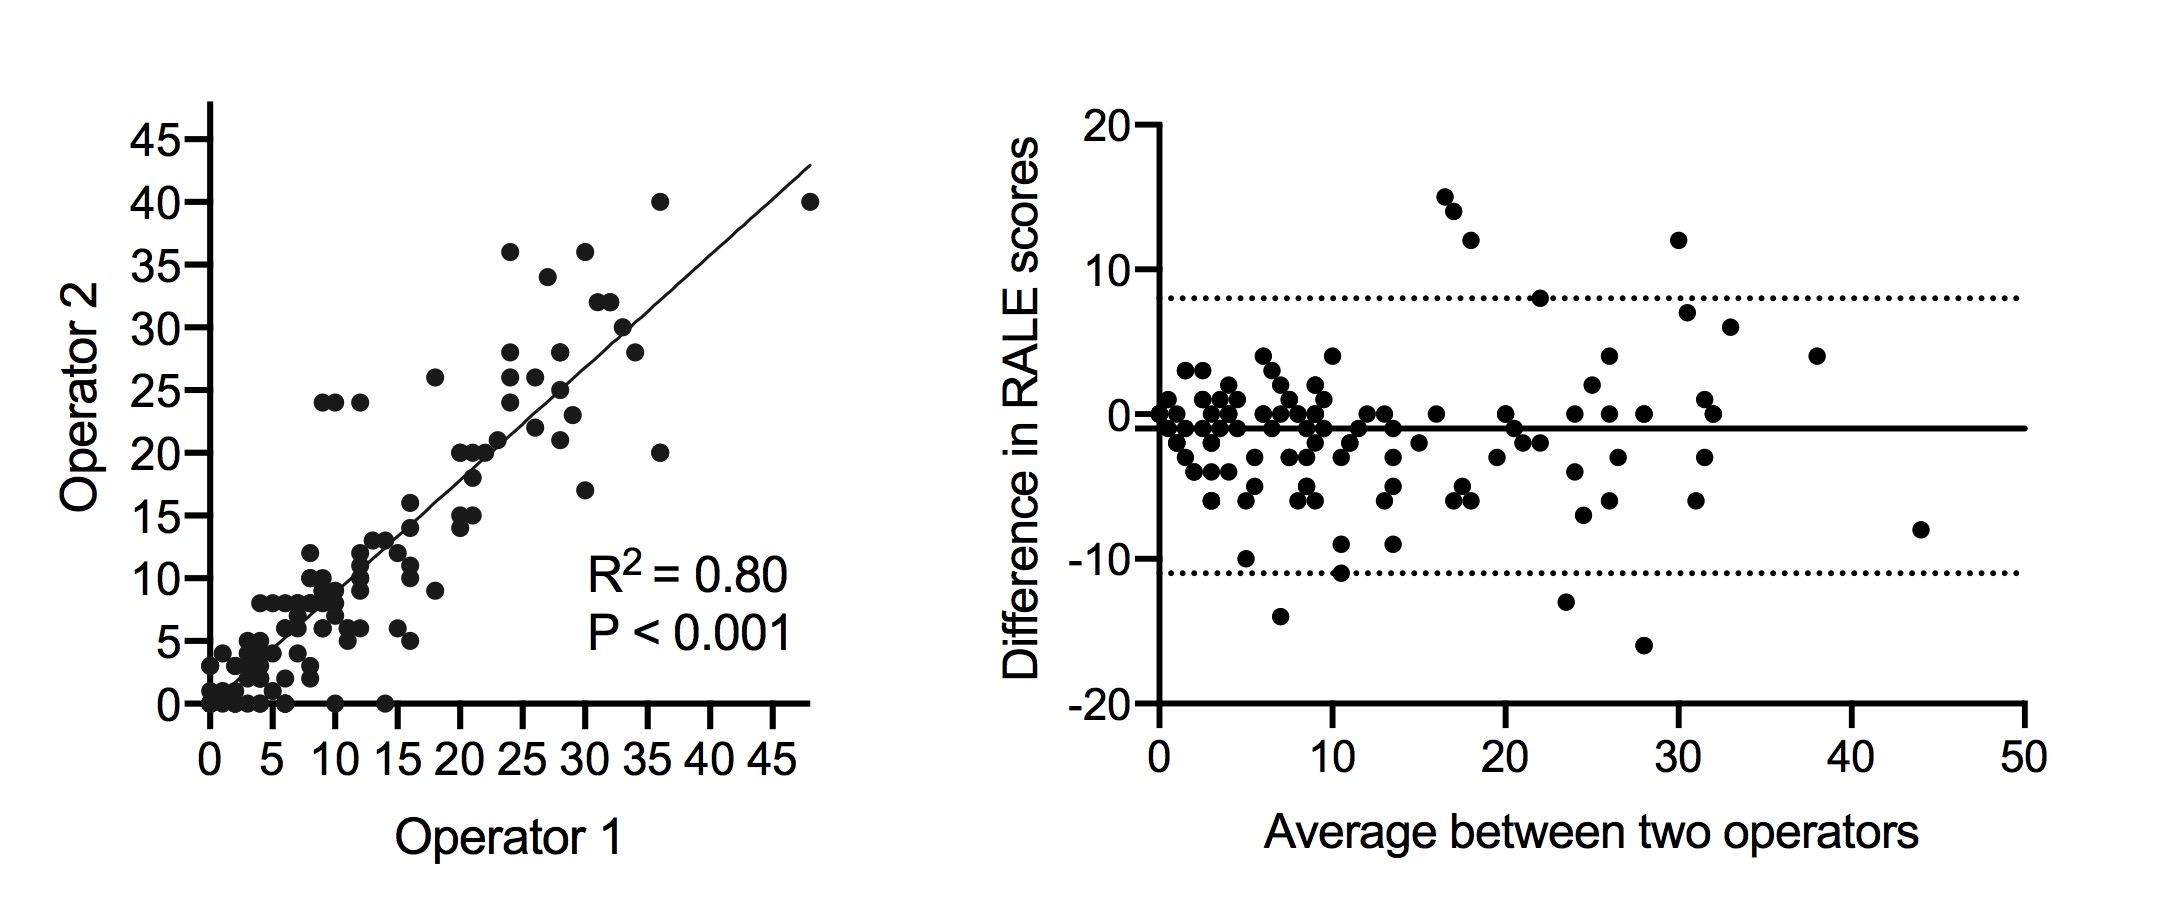 Operator 2
45
40
35
30
25
20
15
10
5
0
R² = 0.80
P < 0.001
0 5 10 15 20 25 30 35 40 45
Operator 1
Difference in RALE scores
20
10
0
-10
-20
0 10 20 30 40 50
Average between two operators